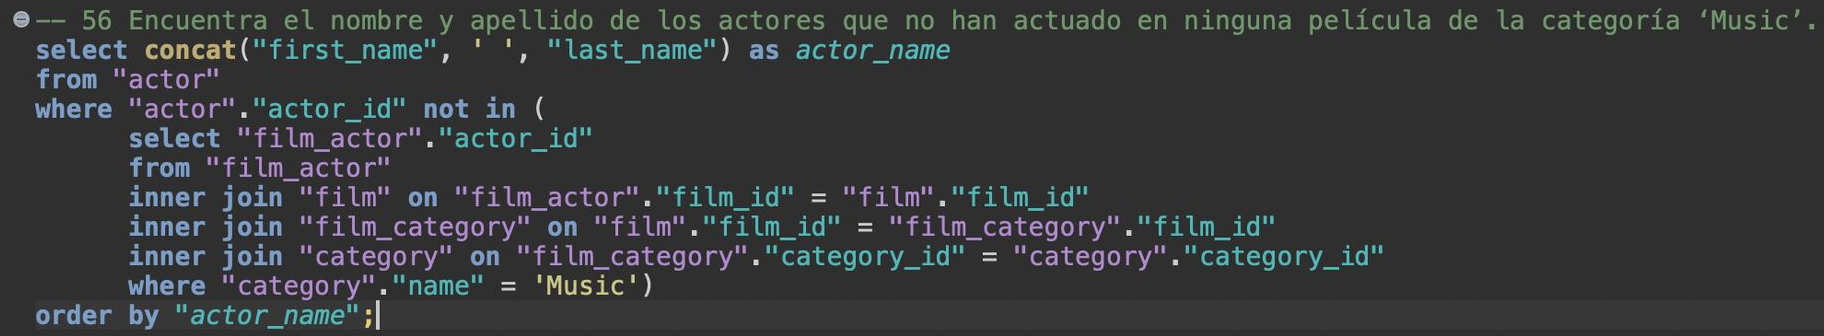 -- 56 Encuentra el nombre y apellido de los actores que no han actuado en ninguna película de la categoría ‘Music’.
select concat("first_name", ' ', "last_name") as actor_name
from "actor"
where "actor"."actor_id" not in (
select "film_actor"."actor_id"
from "film_actor"
inner join "film" on "film_actor"."film_id" = "film"."film_id"
inner join "film_category" on "film"."film_id" = "film_category"."film_id"
inner join "category" on "film_category"."category_id" = "category"."category_id"
where "category"."name" = 'Music')
order by "actor_name";